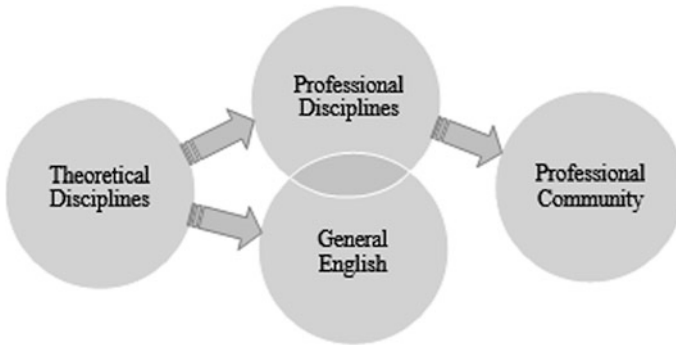 Professional
Disciplines
Theoretical
Disciplines
Professional
Community
General
English